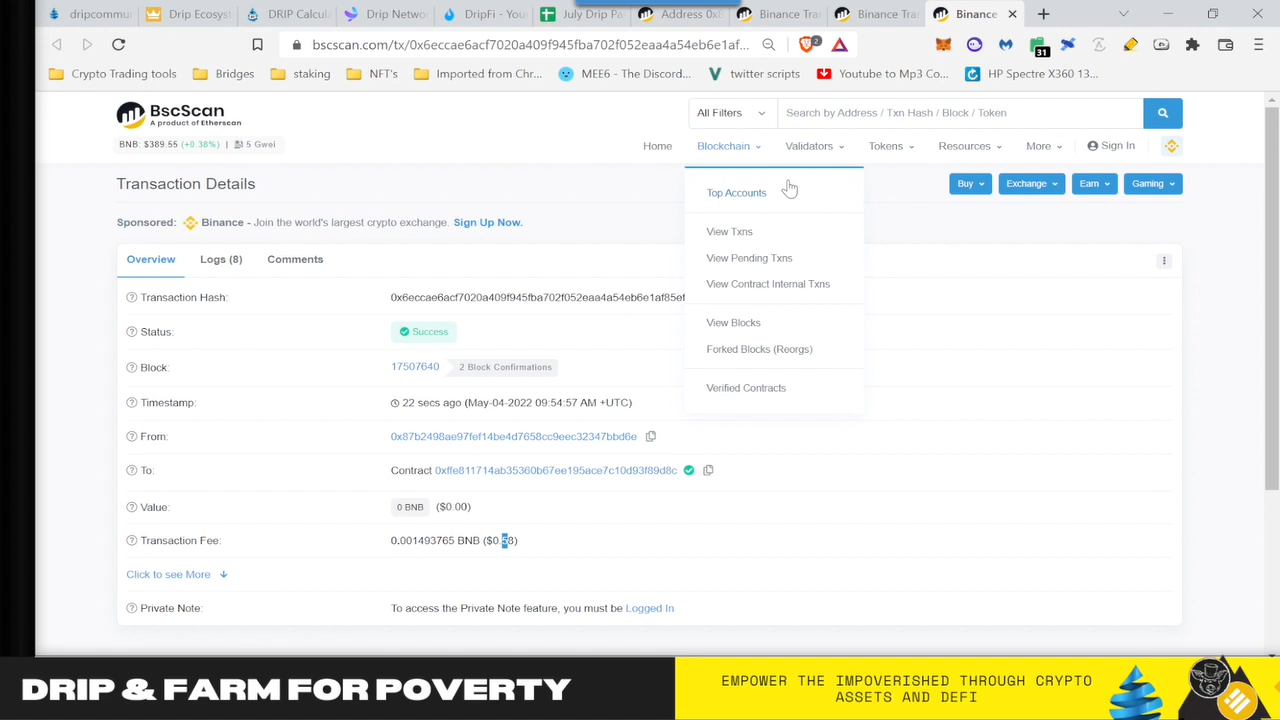 dripcommu
Drip Ecosyst
DRIP Calcu
Drip Netwo
DripFi - You
July Drip Pa
Address 0x8
Binance Tra
Binance Tra
Binance
bscscan.com/tx/0x6eccae6acf7020a409f945fba702f052eaa4a54eb6e1af85ef...
2
31
Crypto Trading tools
Bridges
staking
NFT's
Imported from Chr...
MEE6 - The Discord...
twitter scripts
Youtube to Mp3 Co...
HP Spectre X360 13...
BscScan
A product of Etherscan
All Filters
Search by Address / Txn Hash / Block / Token
BNB: $389.55 (+0.38%) | 5 Gwei
Home
Blockchain
Validators
Tokens
Resources
More
Sign In
Transaction Details
Top Accounts
View Txns
View Pending Txns
View Contract Internal Txns
View Blocks
Forked Blocks (Reorgs)
Verified Contracts
Buy
Exchange
Earn
Gaming
Sponsored: Binance - Join the world's largest crypto exchange. Sign Up Now.
Overview
Logs (8)
Comments
Transaction Hash:
0x6eccae6acf7020a409f945fba702f052eaa4a54eb6e1af85ef
Status:
Success
Block:
17507640
2 Block Confirmations
Timestamp:
22 secs ago (May-04-2022 09:54:57 AM +UTC)
From:
0x87b2498ae97fef14be4d7658cc9eec32347bbd6e
To:
Contract 0xffe811714ab35360b67ee195ace7c10d93f89d8c
Value:
0 BNB ($0.00)
Transaction Fee:
0.001493765 BNB ($0.58)
Click to see More
Private Note:
To access the Private Note feature, you must be Logged In
DRIP & FARM FOR POVERTY
EMPOWER THE IMPOVERISHED THROUGH CRYPTO
ASSETS AND DEFI